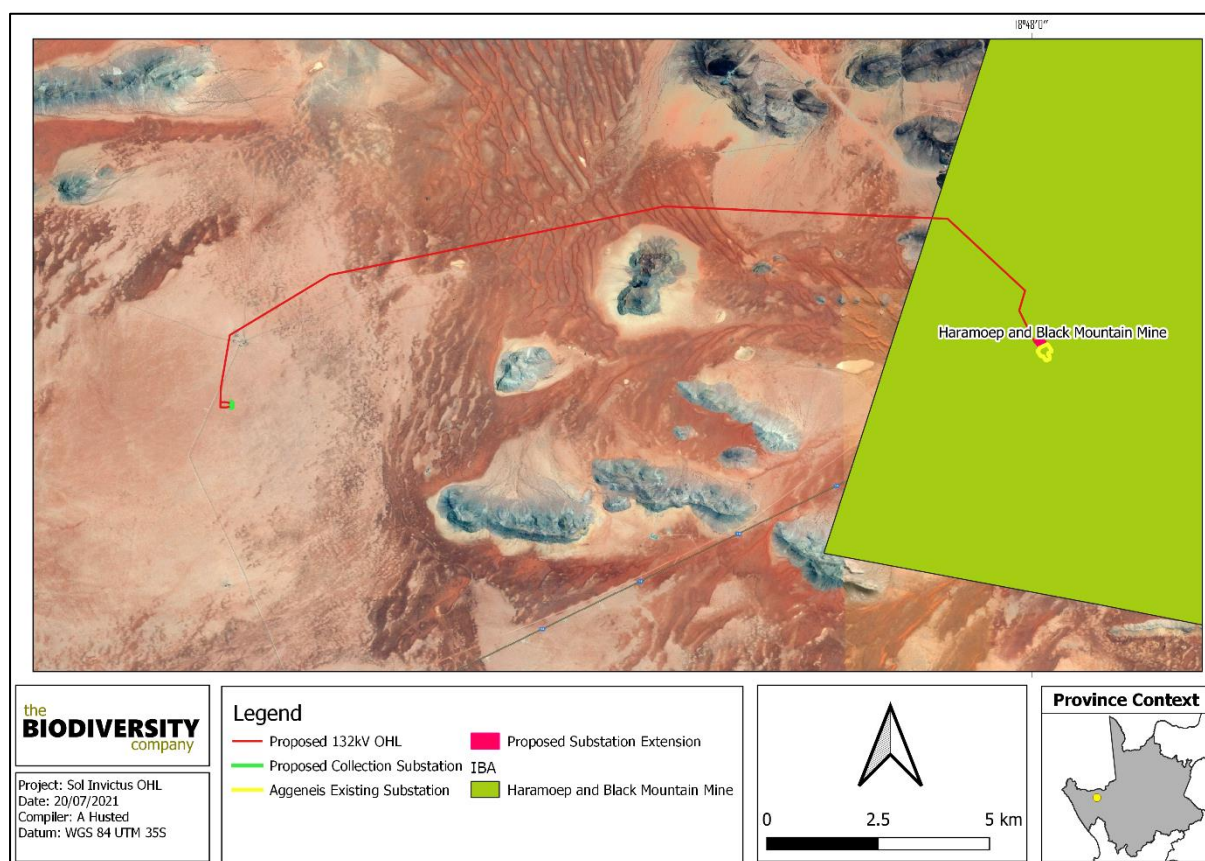 18°48'0"
Haramoep and Black Mountain Mine
the
BIODIVERSITY
company
Project: Sol Invictus OHL
Date: 20/07/2021
Compiler: A Husted
Datum: WGS 84 UTM 35S
Legend
Proposed 132kV OHL
Proposed Collection Substation
Aggeneis Existing Substation
Proposed Substation Extension
IBA
Haramoep and Black Mountain Mine
0 2.5 5 km
Province Context